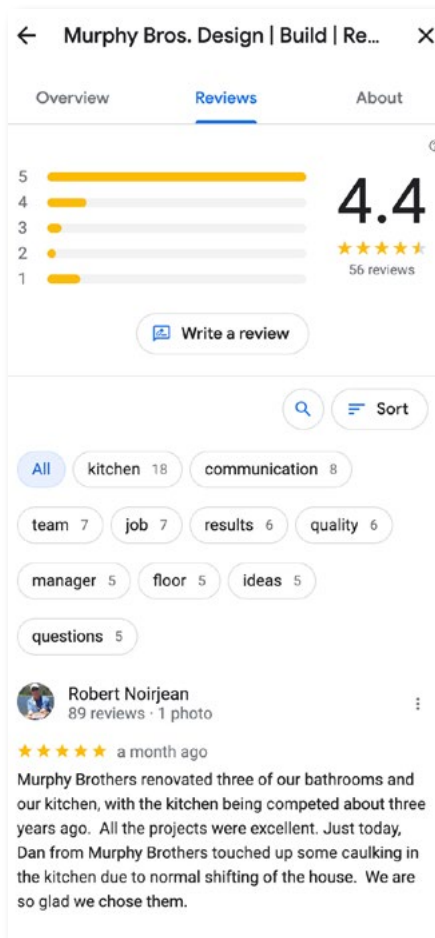 Murphy Bros. Design | Build | Re...
Overview Reviews About
5
4
3
2
1
4.4
56 reviews
Write a review
Sort
All kitchen 18 communication 8
team 7 job 7 results 6 quality 6
manager 5 floor 5 ideas 5
questions 5
Robert Noirjean
89 reviews · 1 photo
a month ago
Murphy Brothers renovated three of our bathrooms and
our kitchen, with the kitchen being competed about three
years ago. All the projects were excellent. Just today,
Dan from Murphy Brothers touched up some caulking in
the kitchen due to normal shifting of the house. We are
so glad we chose them.